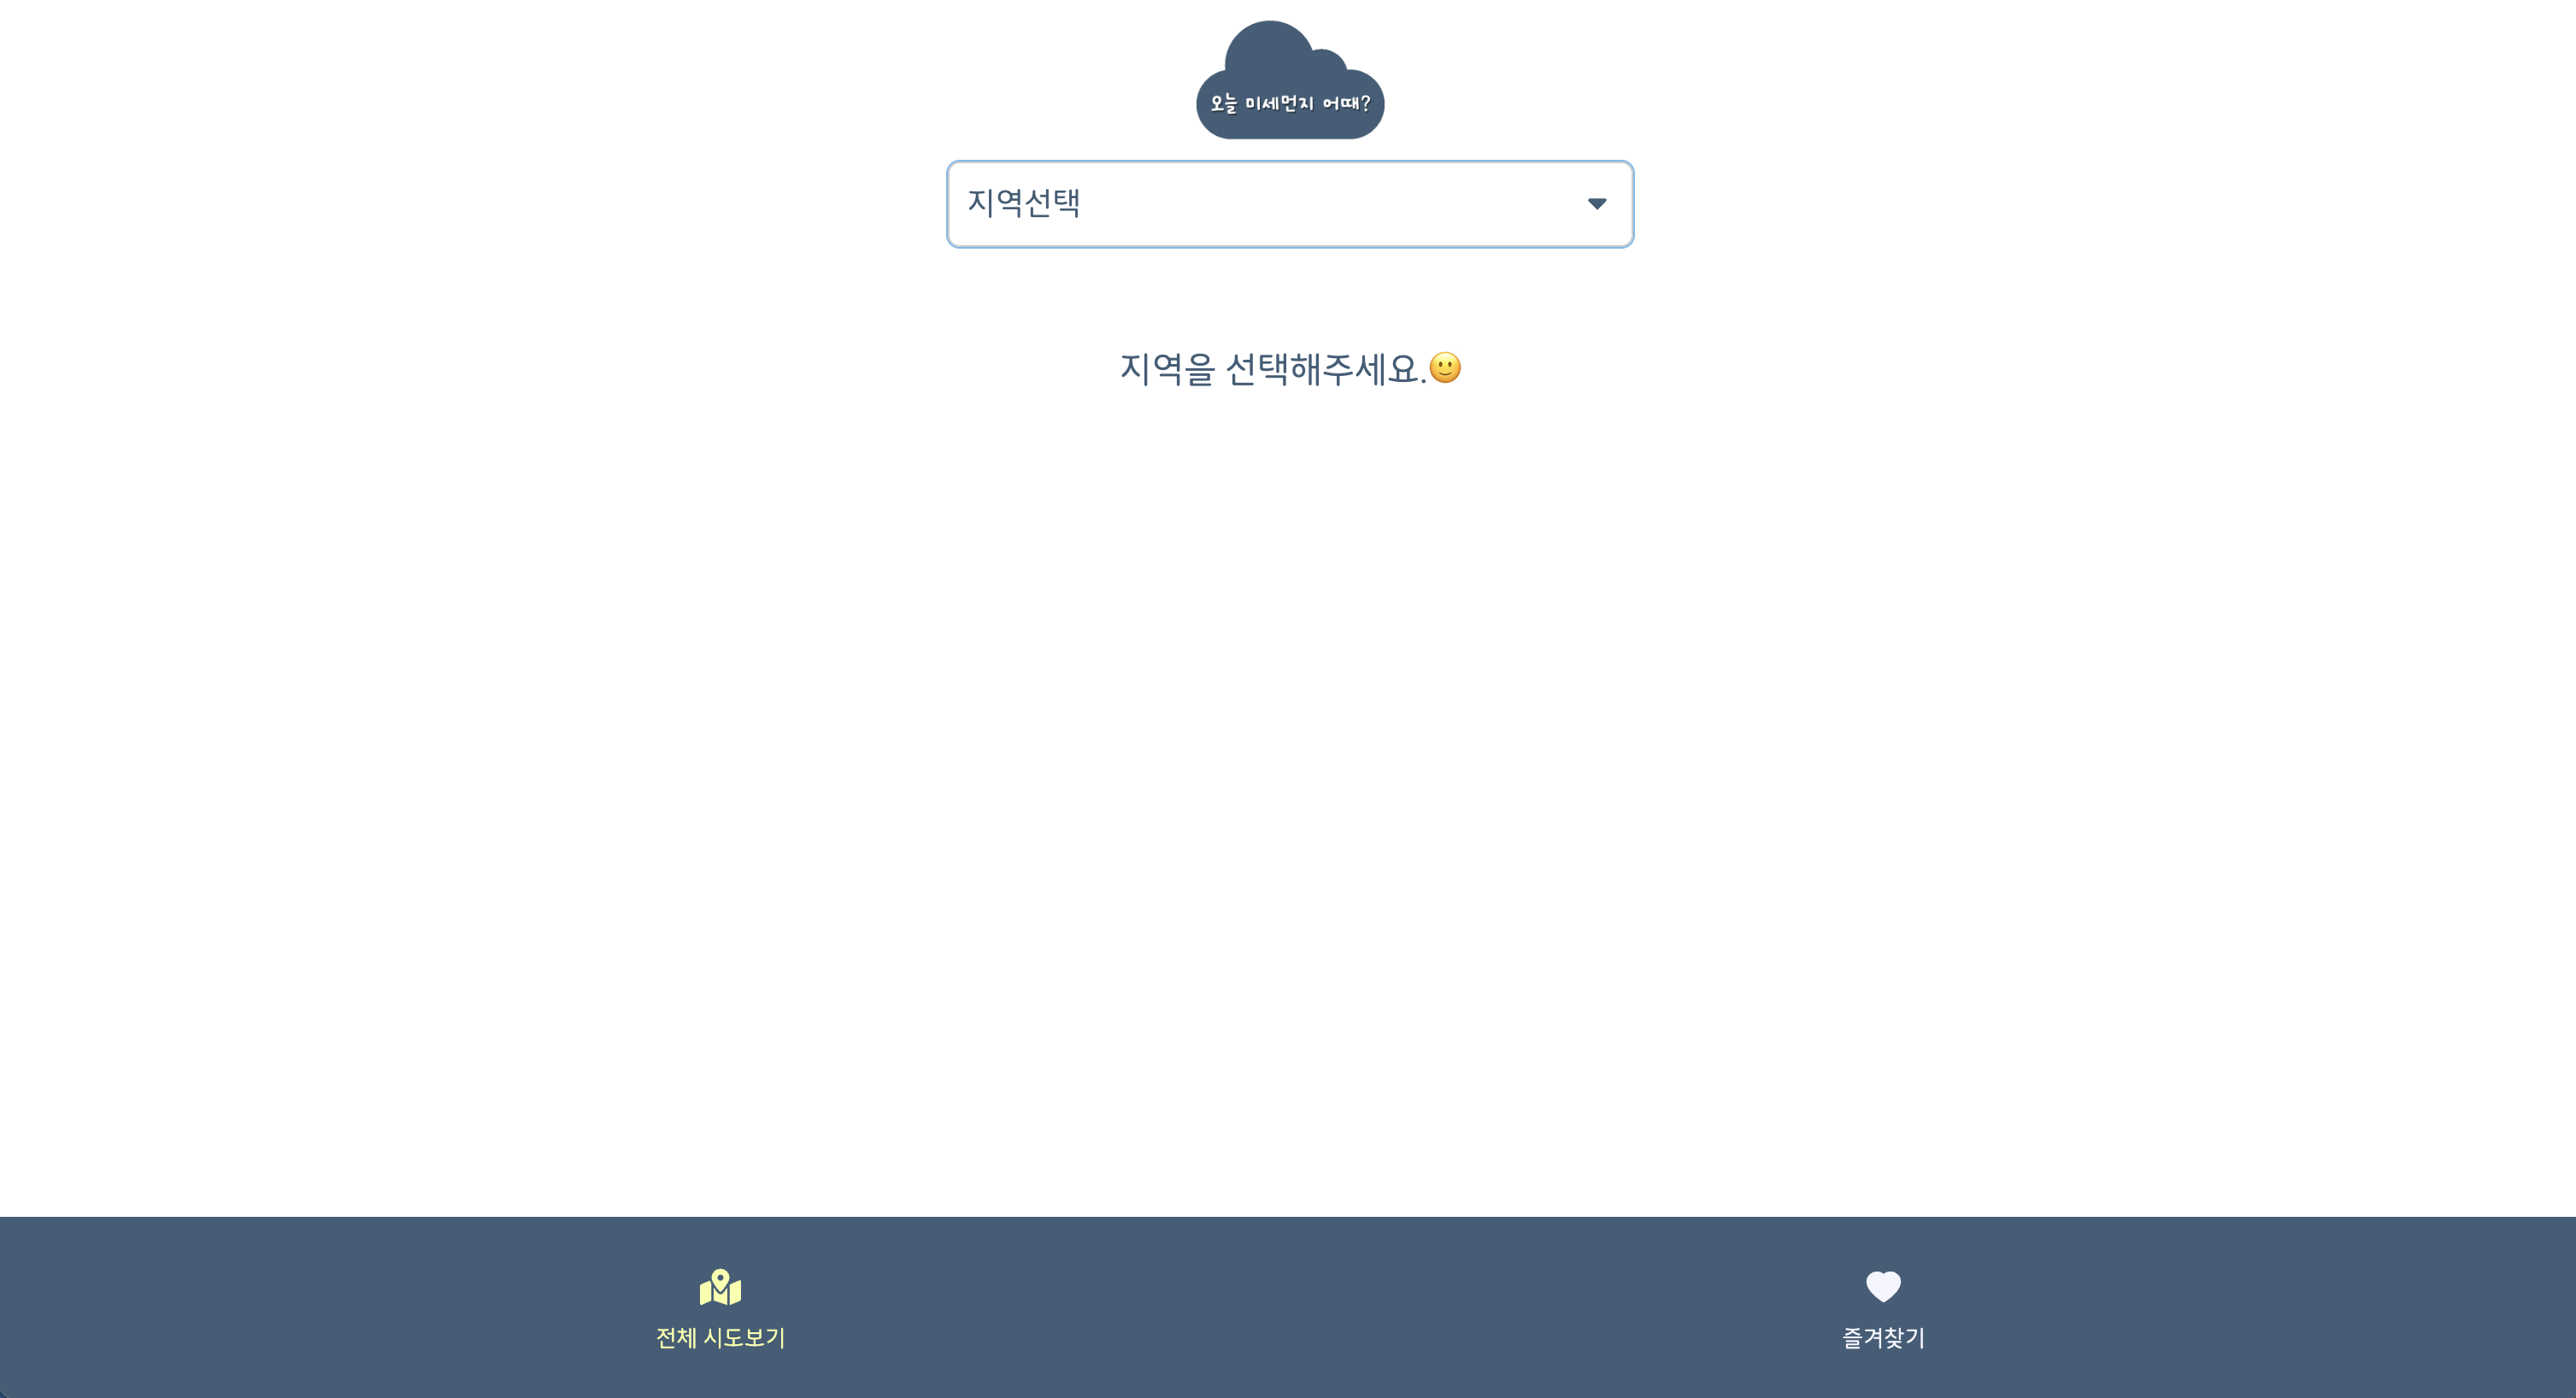 오늘 미세먼지 어때?
지역선택
지역을 선택해주세요.🙂
전체 시도보기
즐겨찾기